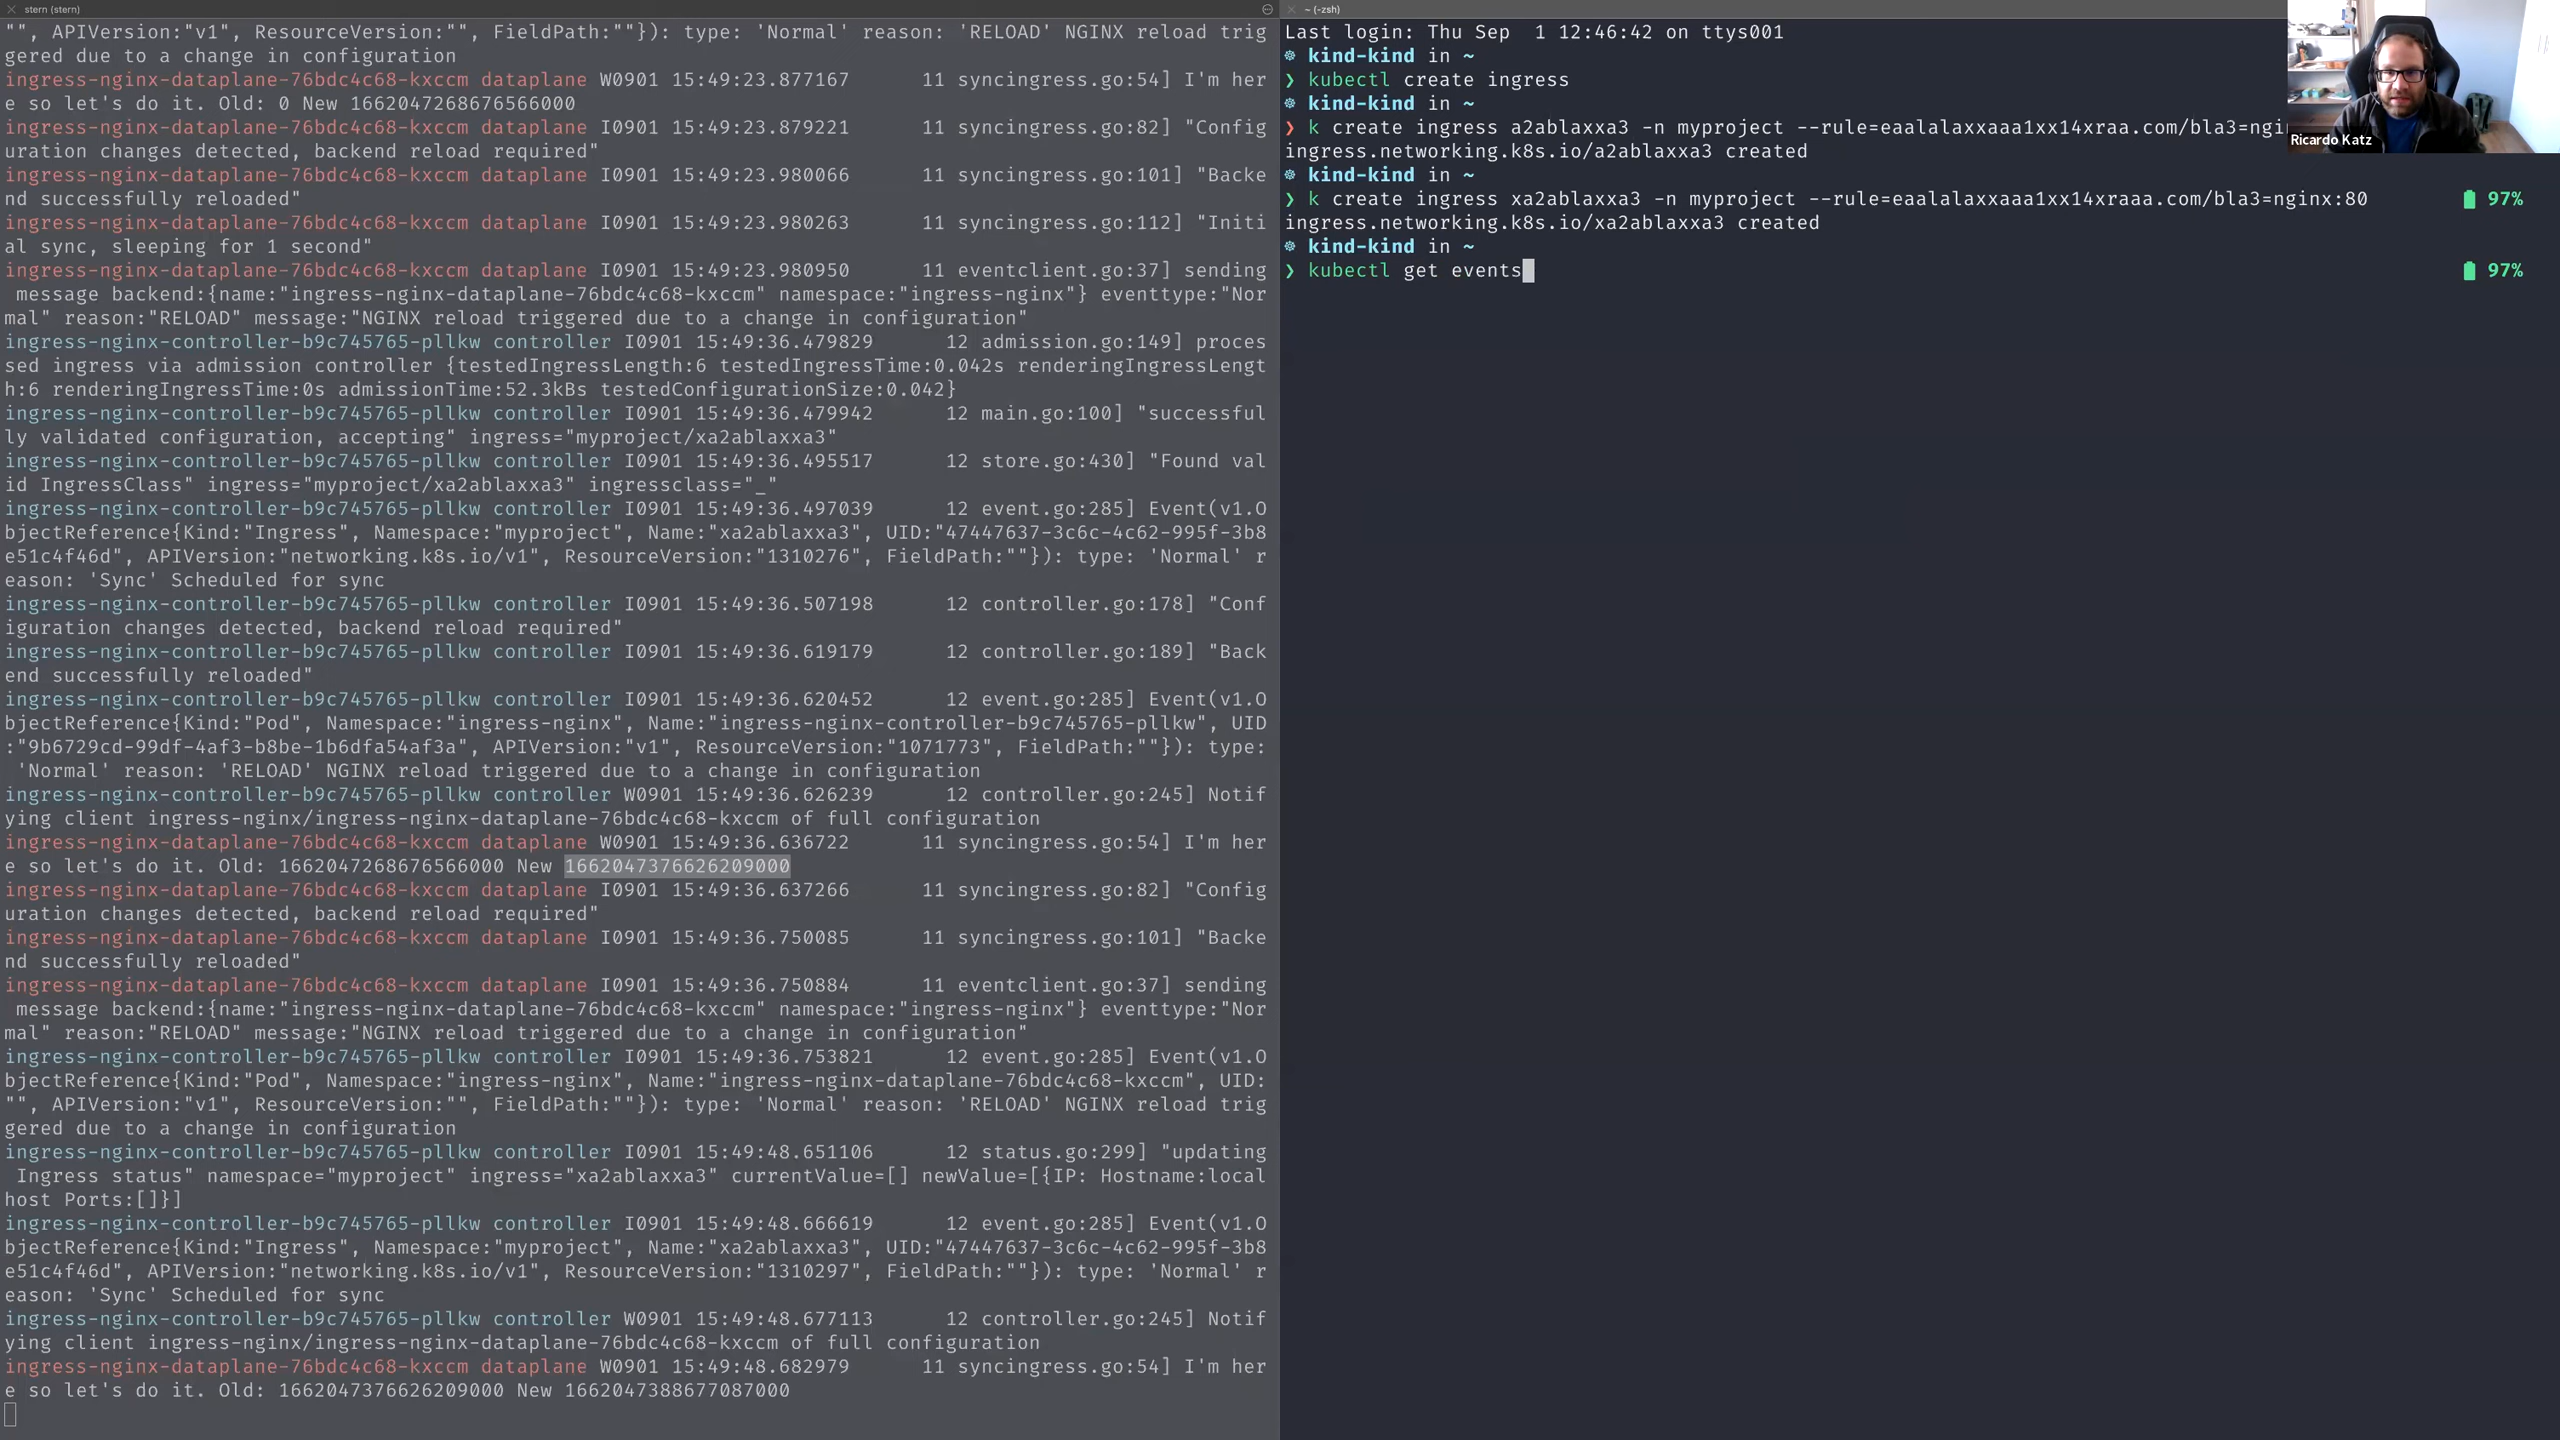 stern (stern)
"", APIVersion:"v1", ResourceVersion:"", FieldPath:""}): type: 'Normal' reason: 'RELOAD' NGINX reload trig
gered due to a change in configuration
ingress-nginx-dataplane-76bdc4c68-kxccm dataplane W0901 15:49:23.877167      11 syncingress.go:54] I'm her
e so let's do it. Old: 0 New 1662047268676566000
ingress-nginx-dataplane-76bdc4c68-kxccm dataplane I0901 15:49:23.879221      11 syncingress.go:82] "Config
uration changes detected, backend reload required"
ingress-nginx-dataplane-76bdc4c68-kxccm dataplane I0901 15:49:23.980066      11 syncingress.go:101] "Backe
nd successfully reloaded"
ingress-nginx-dataplane-76bdc4c68-kxccm dataplane I0901 15:49:23.980263      11 syncingress.go:112] "Initi
al sync, sleeping for 1 second"
ingress-nginx-dataplane-76bdc4c68-kxccm dataplane I0901 15:49:23.980950      11 eventclient.go:37] sending
 message backend:{name:"ingress-nginx-dataplane-76bdc4c68-kxccm" namespace:"ingress-nginx"} eventtype:"Nor
mal" reason:"RELOAD" message:"NGINX reload triggered due to a change in configuration"
ingress-nginx-controller-b9c745765-pllkw controller I0901 15:49:36.479829      12 admission.go:149] proces
sed ingress via admission controller {testedIngressLength:6 testedIngressTime:0.042s renderingIngressLengt
h:6 renderingIngressTime:0s admissionTime:52.3kBs testedConfigurationSize:0.042}
ingress-nginx-controller-b9c745765-pllkw controller I0901 15:49:36.479942      12 main.go:100] "successful
ly validated configuration, accepting" ingress="myproject/xa2ablaxxa3"
ingress-nginx-controller-b9c745765-pllkw controller I0901 15:49:36.495517      12 store.go:430] "Found val
id IngressClass" ingress="myproject/xa2ablaxxa3" ingressclass="_"
ingress-nginx-controller-b9c745765-pllkw controller I0901 15:49:36.497039      12 event.go:285] Event(v1.O
bjectReference{Kind:"Ingress", Namespace:"myproject", Name:"xa2ablaxxa3", UID:"47447637-3c6c-4c62-995f-3b8
e51c4f46d", APIVersion:"networking.k8s.io/v1", ResourceVersion:"1310276", FieldPath:""}): type: 'Normal' r
eason: 'Sync' Scheduled for sync
ingress-nginx-controller-b9c745765-pllkw controller I0901 15:49:36.507198      12 controller.go:178] "Conf
iguration changes detected, backend reload required"
ingress-nginx-controller-b9c745765-pllkw controller I0901 15:49:36.619179      12 controller.go:189] "Back
end successfully reloaded"
ingress-nginx-controller-b9c745765-pllkw controller I0901 15:49:36.620452      12 event.go:285] Event(v1.O
bjectReference{Kind:"Pod", Namespace:"ingress-nginx", Name:"ingress-nginx-controller-b9c745765-pllkw", UID
:"9b6729cd-99df-4af3-b8be-1b6dfa54af3a", APIVersion:"v1", ResourceVersion:"1071773", FieldPath:""}): type:
 'Normal' reason: 'RELOAD' NGINX reload triggered due to a change in configuration
ingress-nginx-controller-b9c745765-pllkw controller W0901 15:49:36.626239      12 controller.go:245] Notif
ying client ingress-nginx/ingress-nginx-dataplane-76bdc4c68-kxccm of full configuration
ingress-nginx-dataplane-76bdc4c68-kxccm dataplane W0901 15:49:36.636722      11 syncingress.go:54] I'm her
e so let's do it. Old: 1662047268676566000 New 1662047376626209000
ingress-nginx-dataplane-76bdc4c68-kxccm dataplane I0901 15:49:36.637266      11 syncingress.go:82] "Config
uration changes detected, backend reload required"
ingress-nginx-dataplane-76bdc4c68-kxccm dataplane I0901 15:49:36.750085      11 syncingress.go:101] "Backe
nd successfully reloaded"
ingress-nginx-dataplane-76bdc4c68-kxccm dataplane I0901 15:49:36.750884      11 eventclient.go:37] sending
 message backend:{name:"ingress-nginx-dataplane-76bdc4c68-kxccm" namespace:"ingress-nginx"} eventtype:"Nor
mal" reason:"RELOAD" message:"NGINX reload triggered due to a change in configuration"
ingress-nginx-controller-b9c745765-pllkw controller I0901 15:49:36.753821      12 event.go:285] Event(v1.O
bjectReference{Kind:"Pod", Namespace:"ingress-nginx", Name:"ingress-nginx-dataplane-76bdc4c68-kxccm", UID:
"", APIVersion:"v1", ResourceVersion:"", FieldPath:""}): type: 'Normal' reason: 'RELOAD' NGINX reload trig
gered due to a change in configuration
ingress-nginx-controller-b9c745765-pllkw controller I0901 15:49:48.651106      12 status.go:299] "updating
 Ingress status" namespace="myproject" ingress="xa2ablaxxa3" currentValue=[] newValue=[{IP: Hostname:local
host Ports:[]}]
ingress-nginx-controller-b9c745765-pllkw controller I0901 15:49:48.666619      12 event.go:285] Event(v1.O
bjectReference{Kind:"Ingress", Namespace:"myproject", Name:"xa2ablaxxa3", UID:"47447637-3c6c-4c62-995f-3b8
e51c4f46d", APIVersion:"networking.k8s.io/v1", ResourceVersion:"1310297", FieldPath:""}): type: 'Normal' r
eason: 'Sync' Scheduled for sync
ingress-nginx-controller-b9c745765-pllkw controller W0901 15:49:48.677113      12 controller.go:245] Notif
ying client ingress-nginx/ingress-nginx-dataplane-76bdc4c68-kxccm of full configuration
ingress-nginx-dataplane-76bdc4c68-kxccm dataplane W0901 15:49:48.682979      11 syncingress.go:54] I'm her
e so let's do it. Old: 1662047376626209000 New 1662047388677087000
~ (-zsh)
Last login: Thu Sep  1 12:46:42 on ttys001
☸ kind-kind in ~
❯ kubectl create ingress
☸ kind-kind in ~
❯ k create ingress a2ablaxxa3 -n myproject --rule=eaalalaxxaaa1xx14xraa.com/bla3=ngi
ingress.networking.k8s.io/a2ablaxxa3 created
☸ kind-kind in ~
❯ k create ingress xa2ablaxxa3 -n myproject --rule=eaalalaxxaaa1xx14xraaa.com/bla3=nginx:80 97%
ingress.networking.k8s.io/xa2ablaxxa3 created
☸ kind-kind in ~
❯ kubectl get events 97%
Ricardo Katz